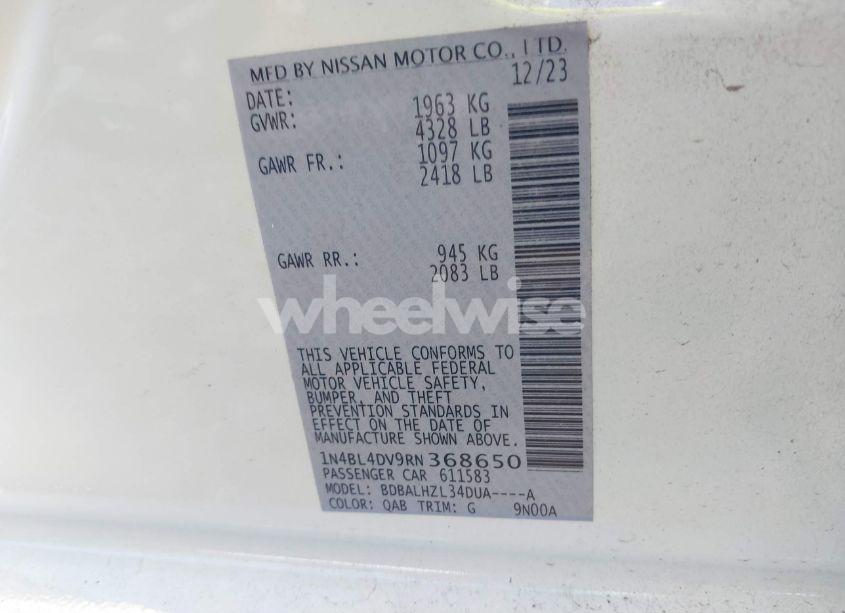 MFD BY NISSAN MOTOR CO., LTD.
DATE: 12/23
GVWR: 1963 KG
4328 LB
GAWR FR.: 1097 KG
2418 LB
GAWR RR.: 945 KG
2083 LB
wheelwise
THIS VEHICLE CONFORMS TO
ALL APPLICABLE FEDERAL
MOTOR VEHICLE SAFETY,
BUMPER, AND THEFT
PREVENTION STANDARDS IN
EFFECT ON THE DATE OF
MANUFACTURE SHOWN ABOVE.
1N4BL4DV9RN368650
PASSENGER CAR 611583
MODEL: BDBALHZL34DUA----A
COLOR: QAB TRIM: G 9N00A